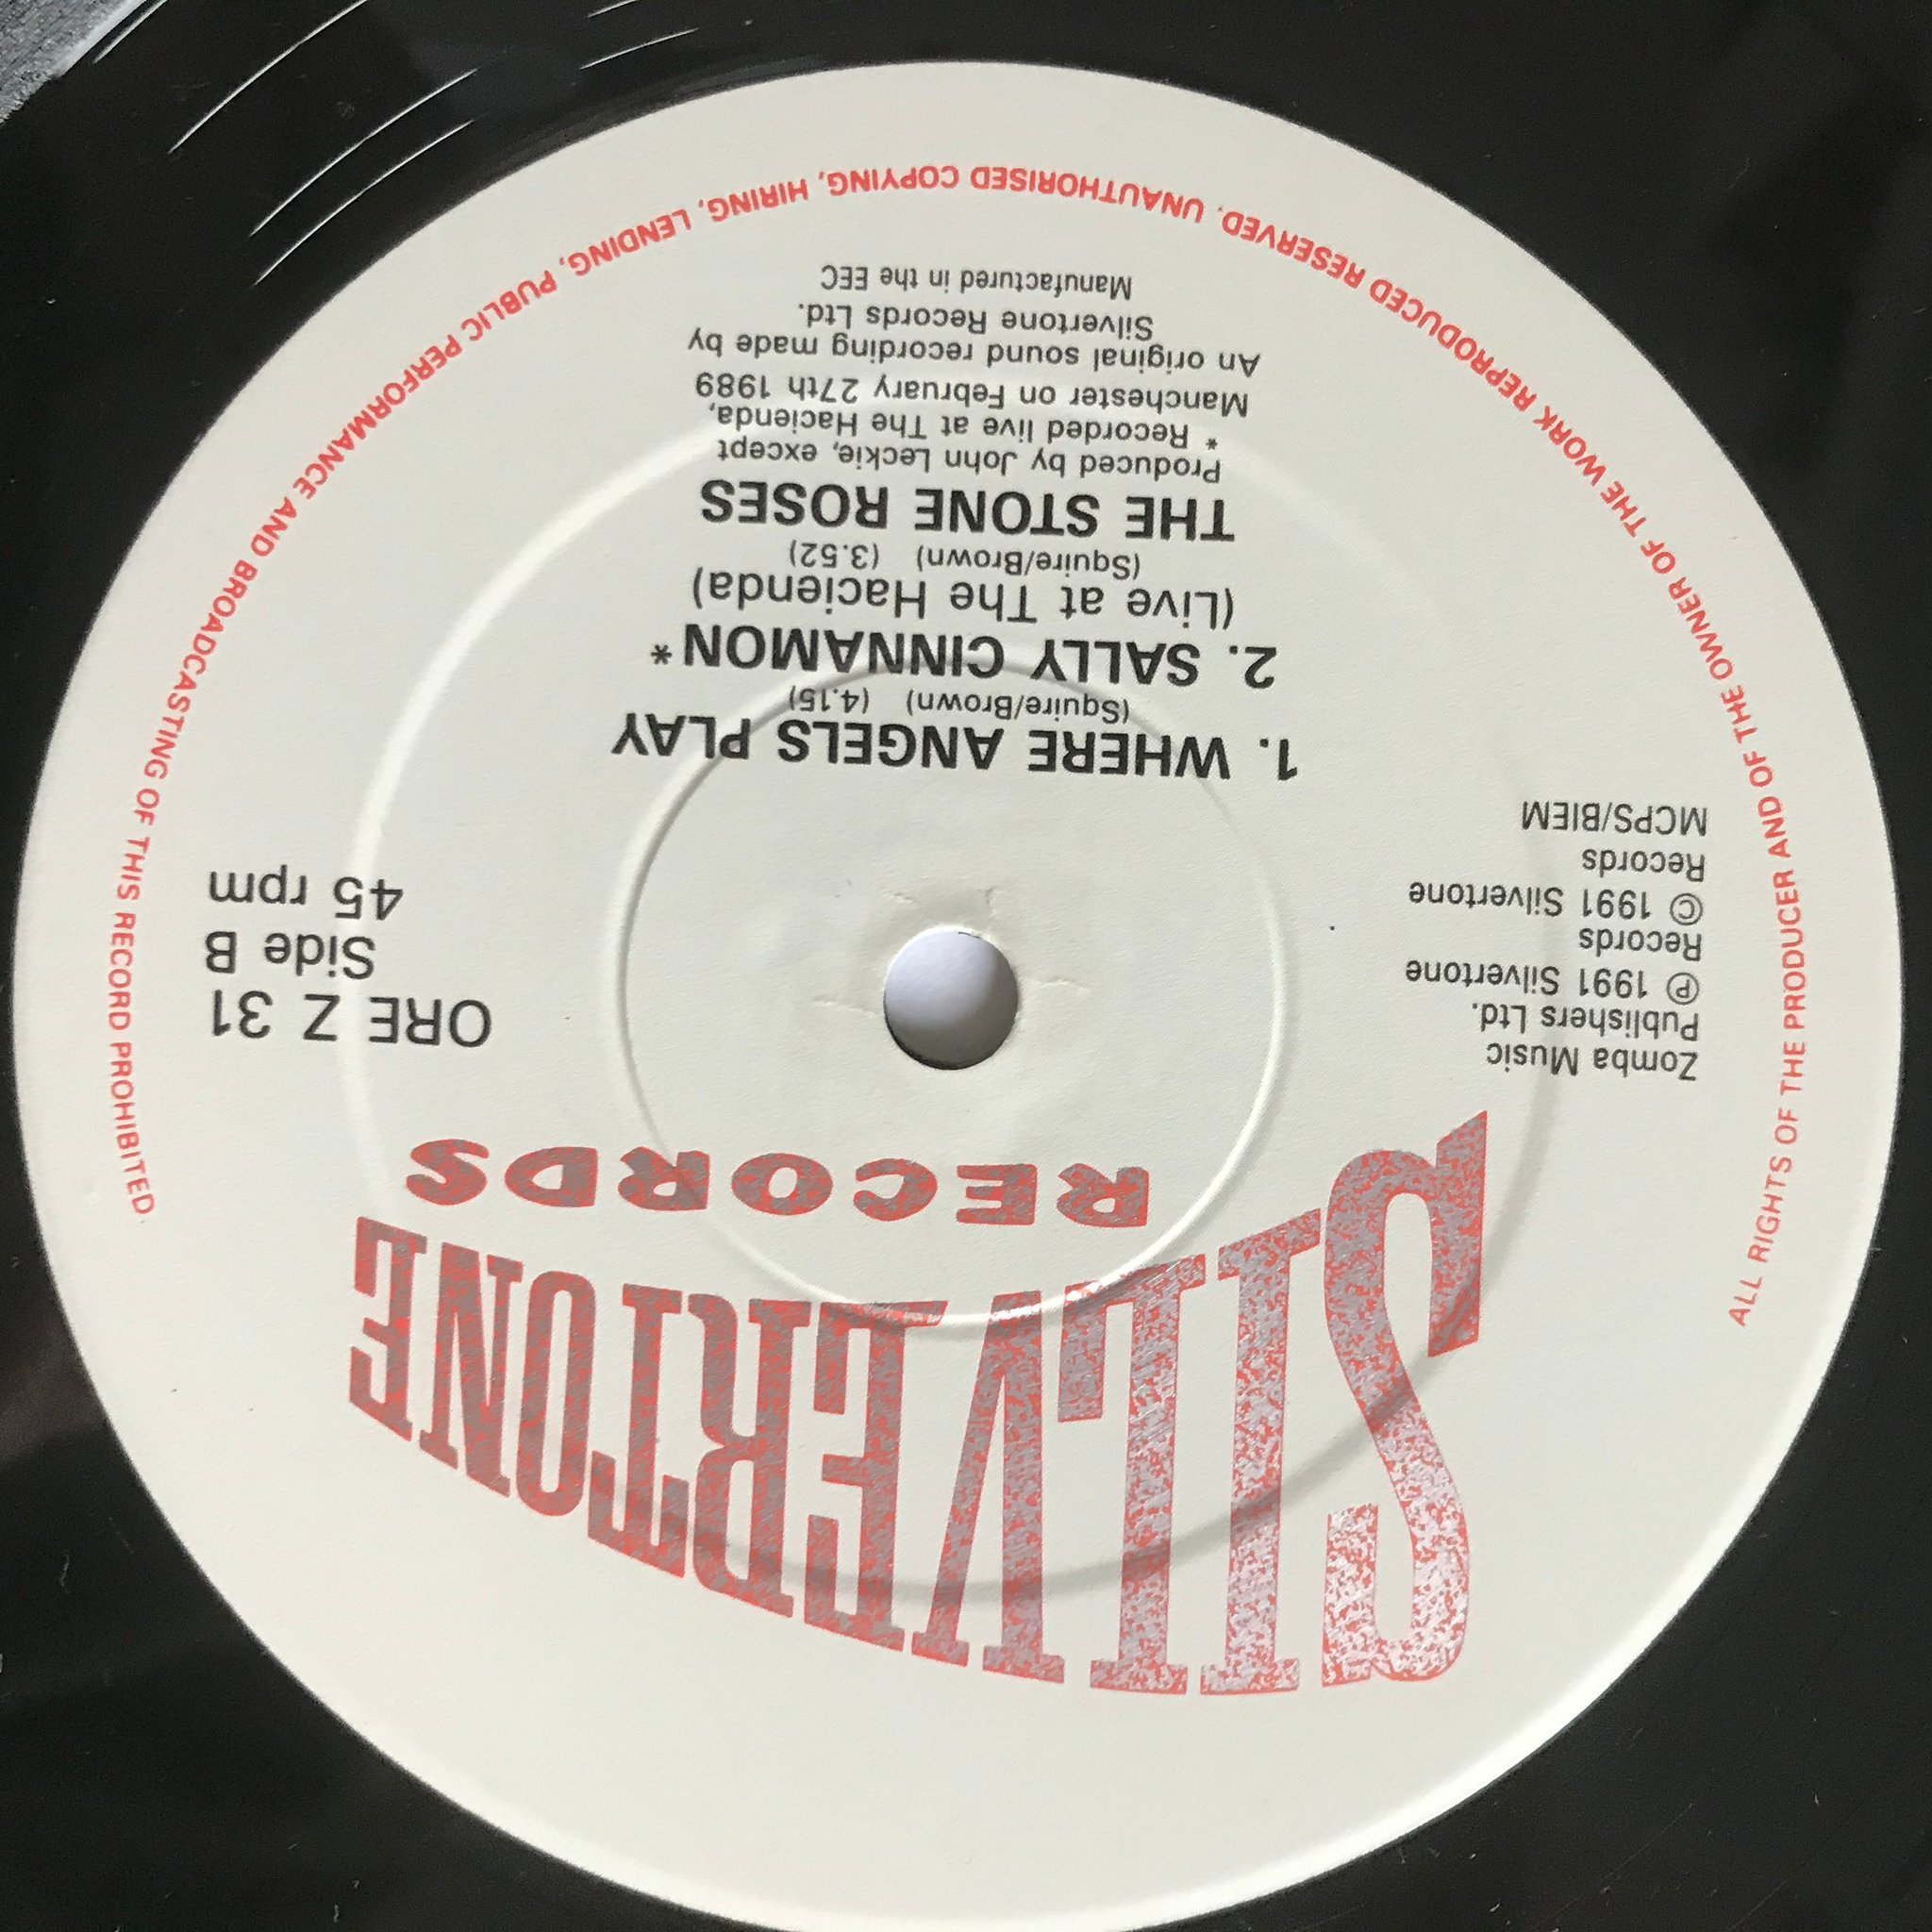 SILVERTONE
RECORDS
Zomba Music
Publishers Ltd.
℗ 1991 Silvertone
Records
© 1991 Silvertone
Records
MCPS/BIEM
ORE Z 31
Side B
45 rpm
1. WHERE ANGELS PLAY
(Squire/Brown) (4.15)
2. SALLY CINNAMON*
(Live at The Hacienda)
(Squire/Brown) (3.52)
THE STONE ROSES
Produced by John Leckie, except
* Recorded live at The Hacienda,
Manchester on February 27th 1989
An original sound recording made by
Silvertone Records Ltd.
Manufactured in the EEC
ALL RIGHTS OF THE PRODUCER AND OF THE OWNER OF THE WORK REPRODUCED RESERVED. UNAUTHORISED COPYING, HIRING, LENDING, PUBLIC PERFORMANCE AND BROADCASTING OF THIS RECORD PROHIBITED.